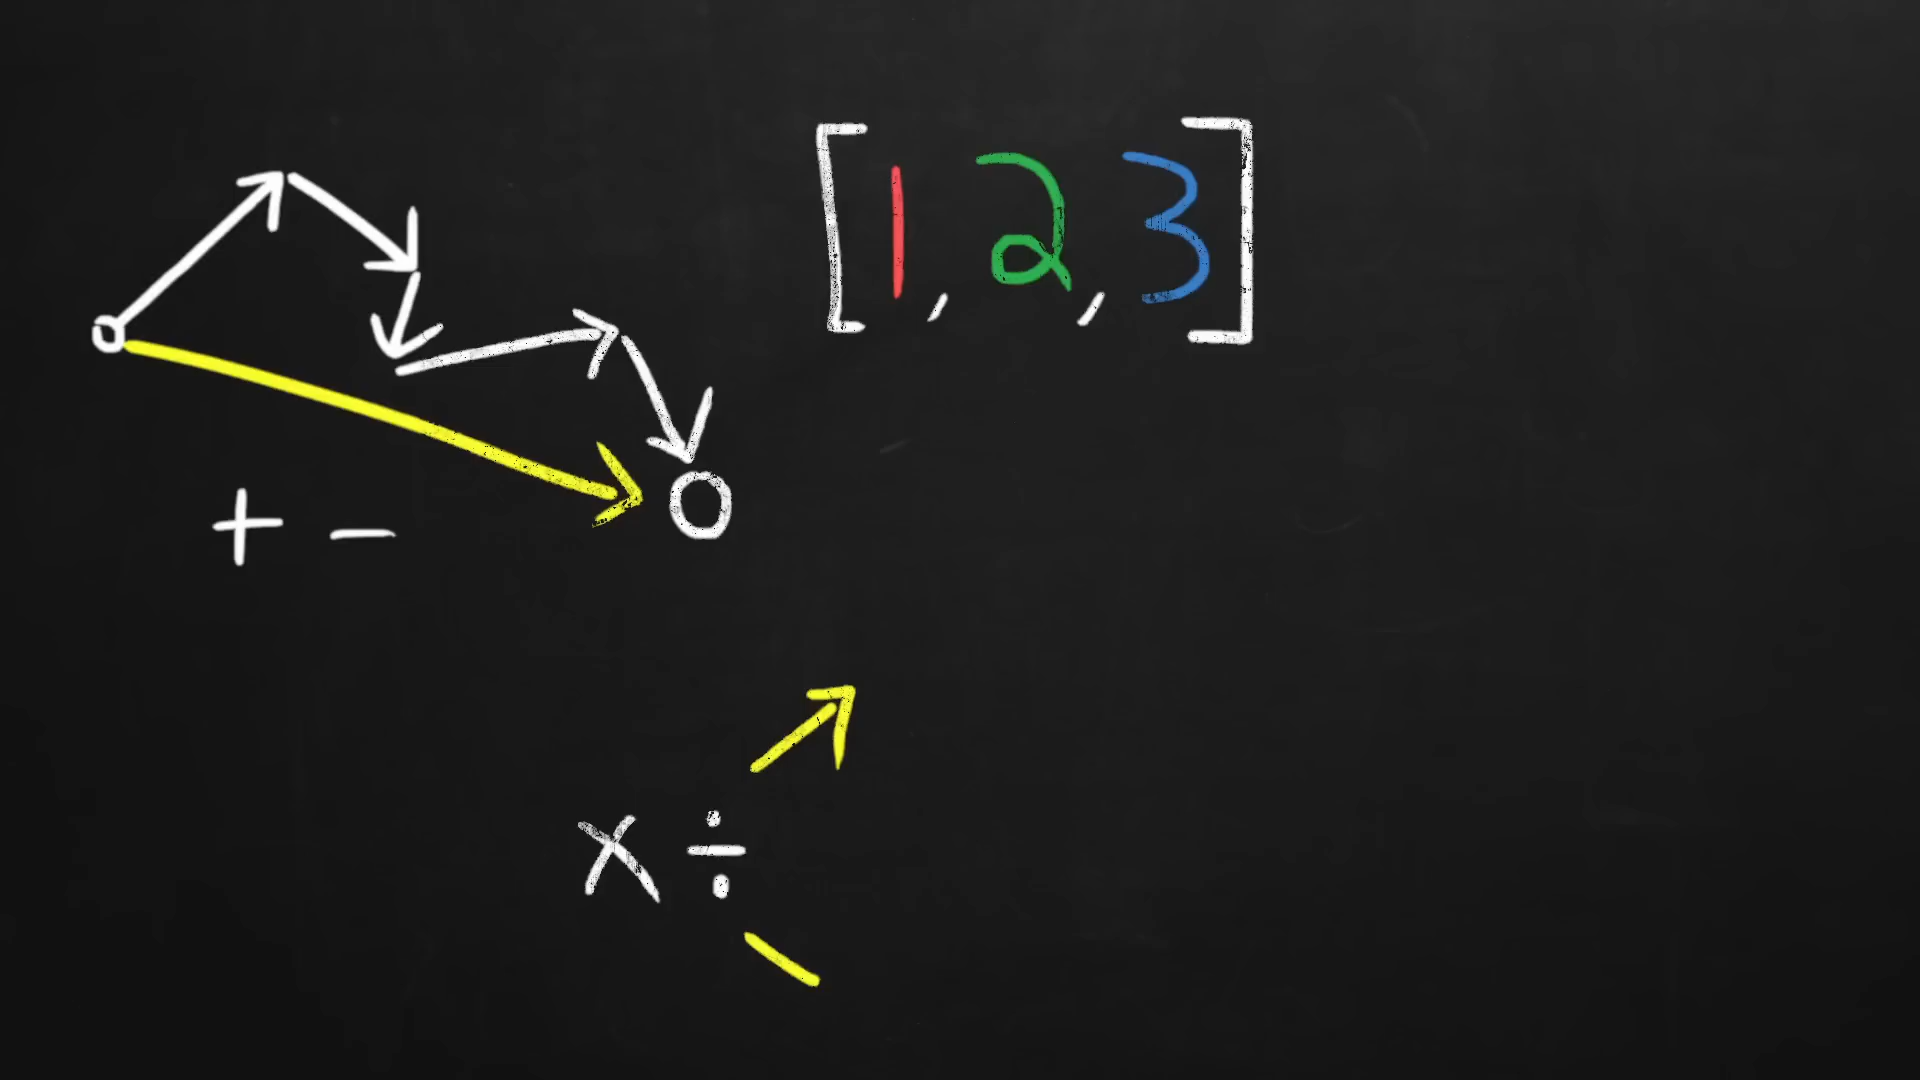 [1, 2, 3]
+ −
× ÷